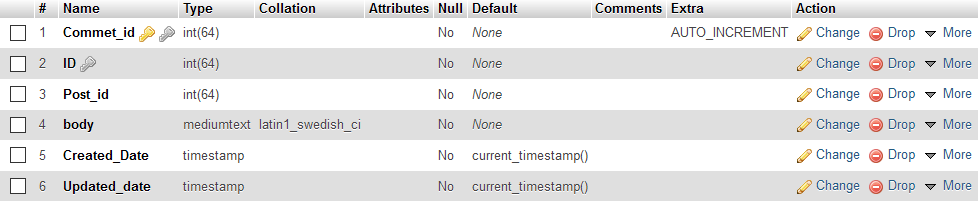 # Name Type Collation Attributes Null Default Comments Extra Action
1 Commet_id int(64) No None AUTO_INCREMENT Change Drop More
2 ID int(64) No None Change Drop More
3 Post_id int(64) No None Change Drop More
4 body mediumtext latin1_swedish_ci No None Change Drop More
5 Created_Date timestamp No current_timestamp() Change Drop More
6 Updated_date timestamp No current_timestamp() Change Drop More